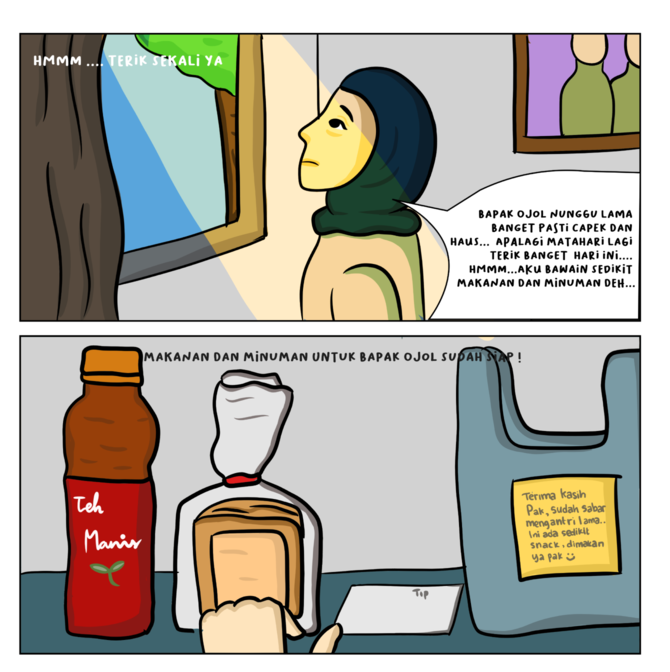 HMMM .... TERIK SEKALI YA
BAPAK OJOL NUNGGU LAMA
BANGET PASTI CAPEK DAN
HAUS... APALAGI MATAHARI LAGI
TERIK BANGET HARI INI....
HMMM...AKU BAWAIN SEDIKIT
MAKANAN DAN MINUMAN DEH...
MAKANAN DAN MINUMAN UNTUK BAPAK OJOL SUDAH SIAP !
Teh
Manis
Terima kasih
Pak, sudah sabar
mengantri lama..
Ini ada sedikit
snack. dimakan
ya pak
Tip